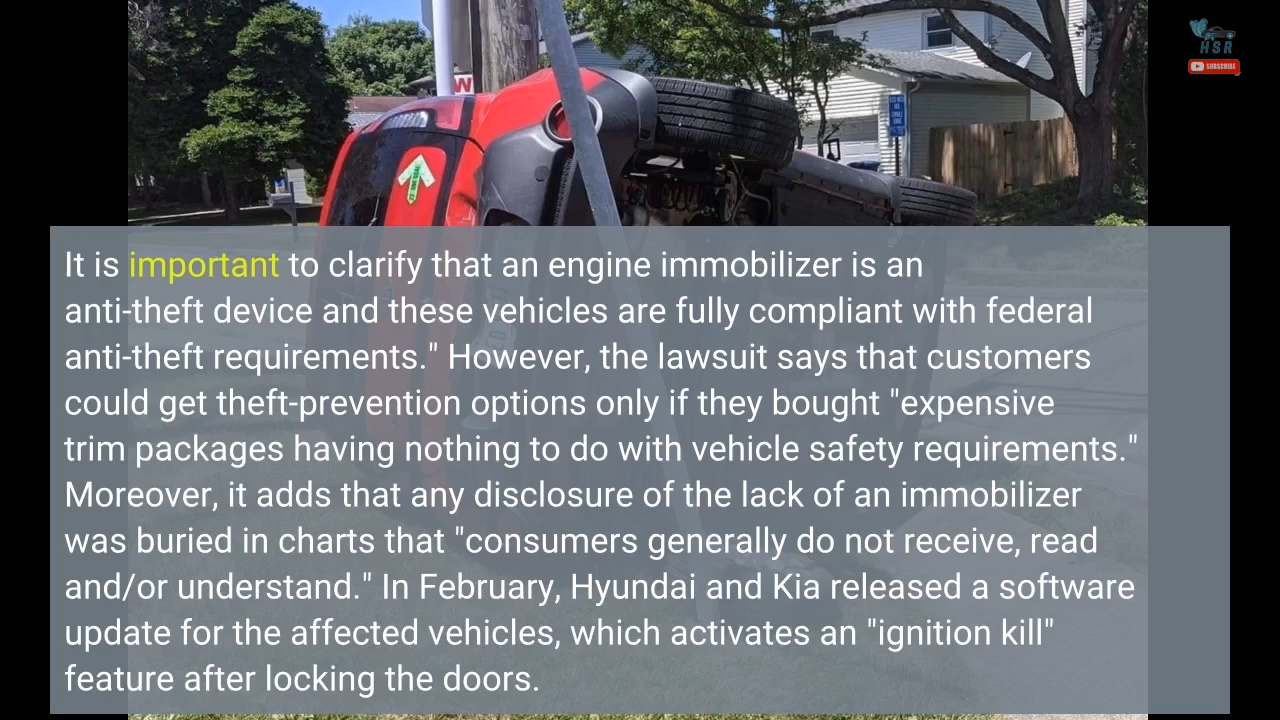 HSR
SUBSCRIBE
W
It is important to clarify that an engine immobilizer is an
anti-theft device and these vehicles are fully compliant with federal
anti-theft requirements." However, the lawsuit says that customers
could get theft-prevention options only if they bought "expensive
trim packages having nothing to do with vehicle safety requirements."
Moreover, it adds that any disclosure of the lack of an immobilizer
was buried in charts that "consumers generally do not receive, read
and/or understand." In February, Hyundai and Kia released a software
update for the affected vehicles, which activates an "ignition kill"
feature after locking the doors.